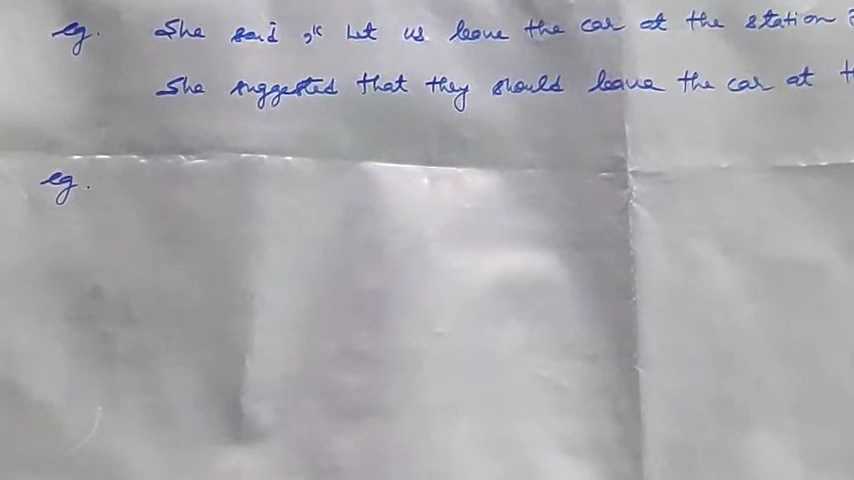 eg. She said ," Let us leave the car at the station
She suggested that they should leave the car at
eg.